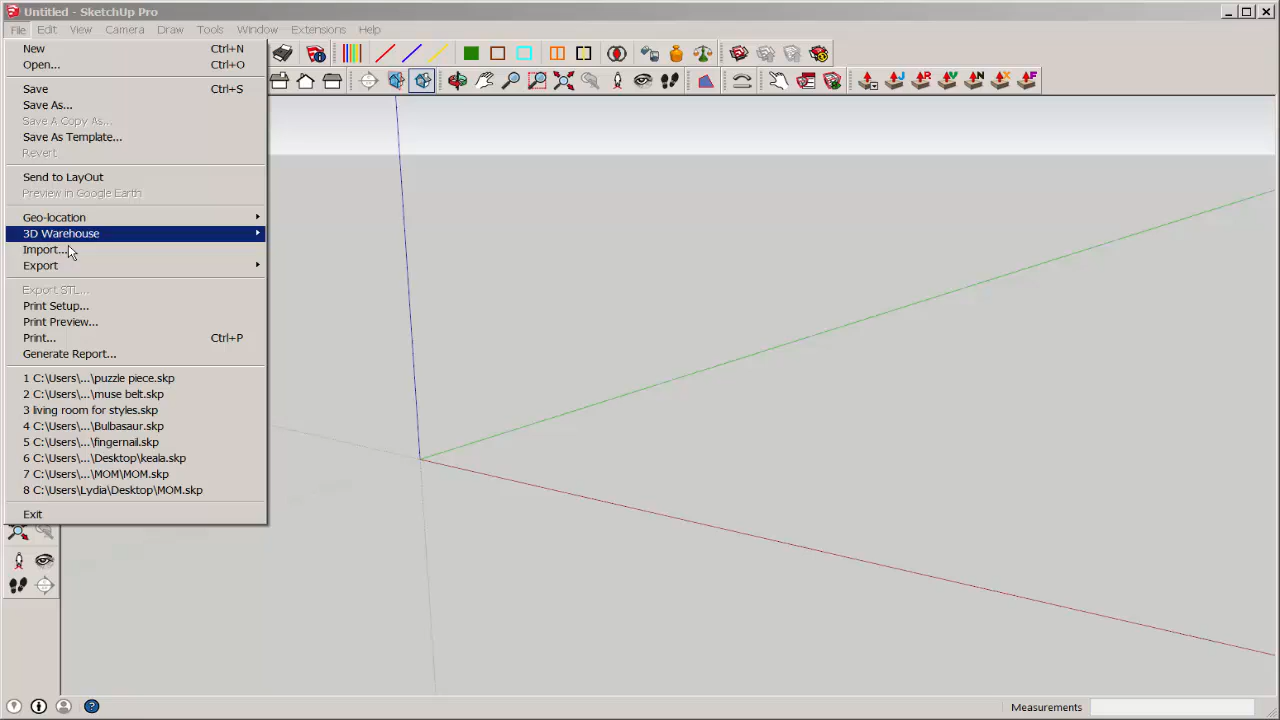 Untitled - SketchUp Pro
File Edit View Camera Draw Tools Window Extensions Help
New Ctrl+N
Open... Ctrl+O
Save Ctrl+S
Save As...
Save A Copy As...
Save As Template...
Revert
Send to LayOut
Preview in Google Earth
Geo-location
3D Warehouse
Import...
Export
Export STL...
Print Setup...
Print Preview...
Print... Ctrl+P
Generate Report...
1 C:\Users\...\puzzle piece.skp
2 C:\Users\...\muse belt.skp
3 living room for styles.skp
4 C:\Users\...\Bulbasaur.skp
5 C:\Users\...\fingernail.skp
6 C:\Users\...\Desktop\keala.skp
7 C:\Users\...\MOM\MOM.skp
8 C:\Users\Lydia\Desktop\MOM.skp
Exit
Measurements